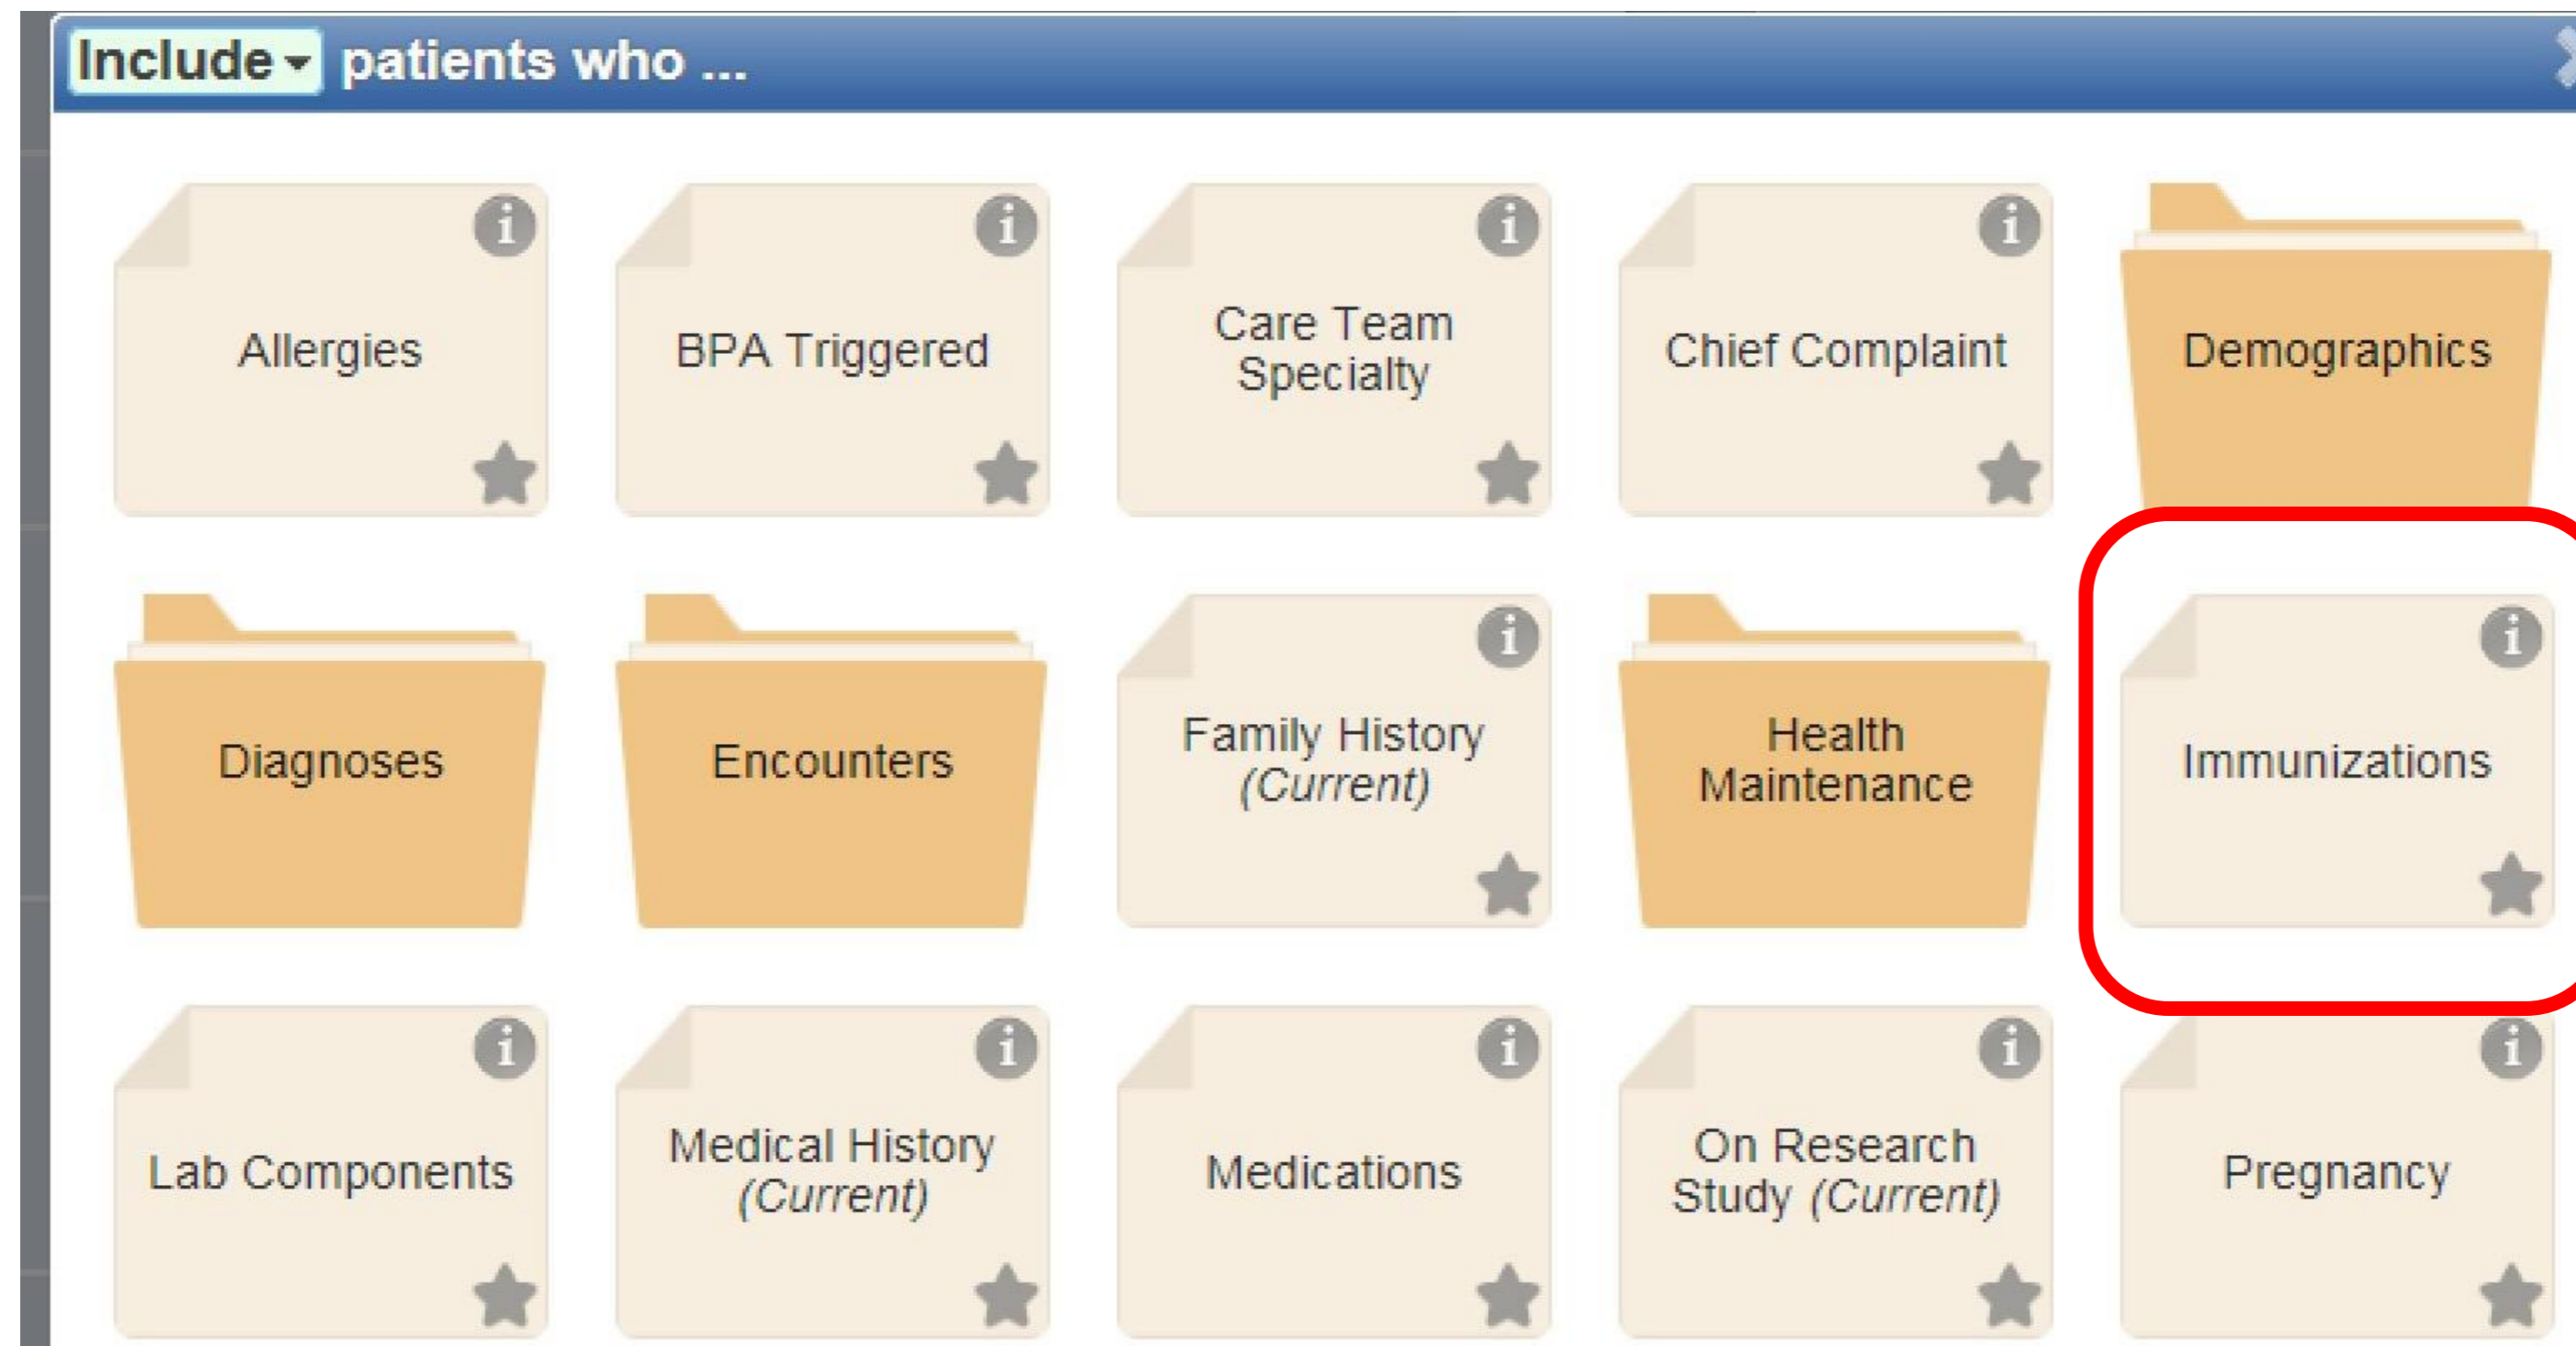 Include patients who ...
Allergies
BPA Triggered
Care Team
Specialty
Chief Complaint
Demographics
Diagnoses
Encounters
Family History
(Current)
Health
Maintenance
Immunizations
Lab Components
Medical History
(Current)
Medications
On Research
Study (Current)
Pregnancy